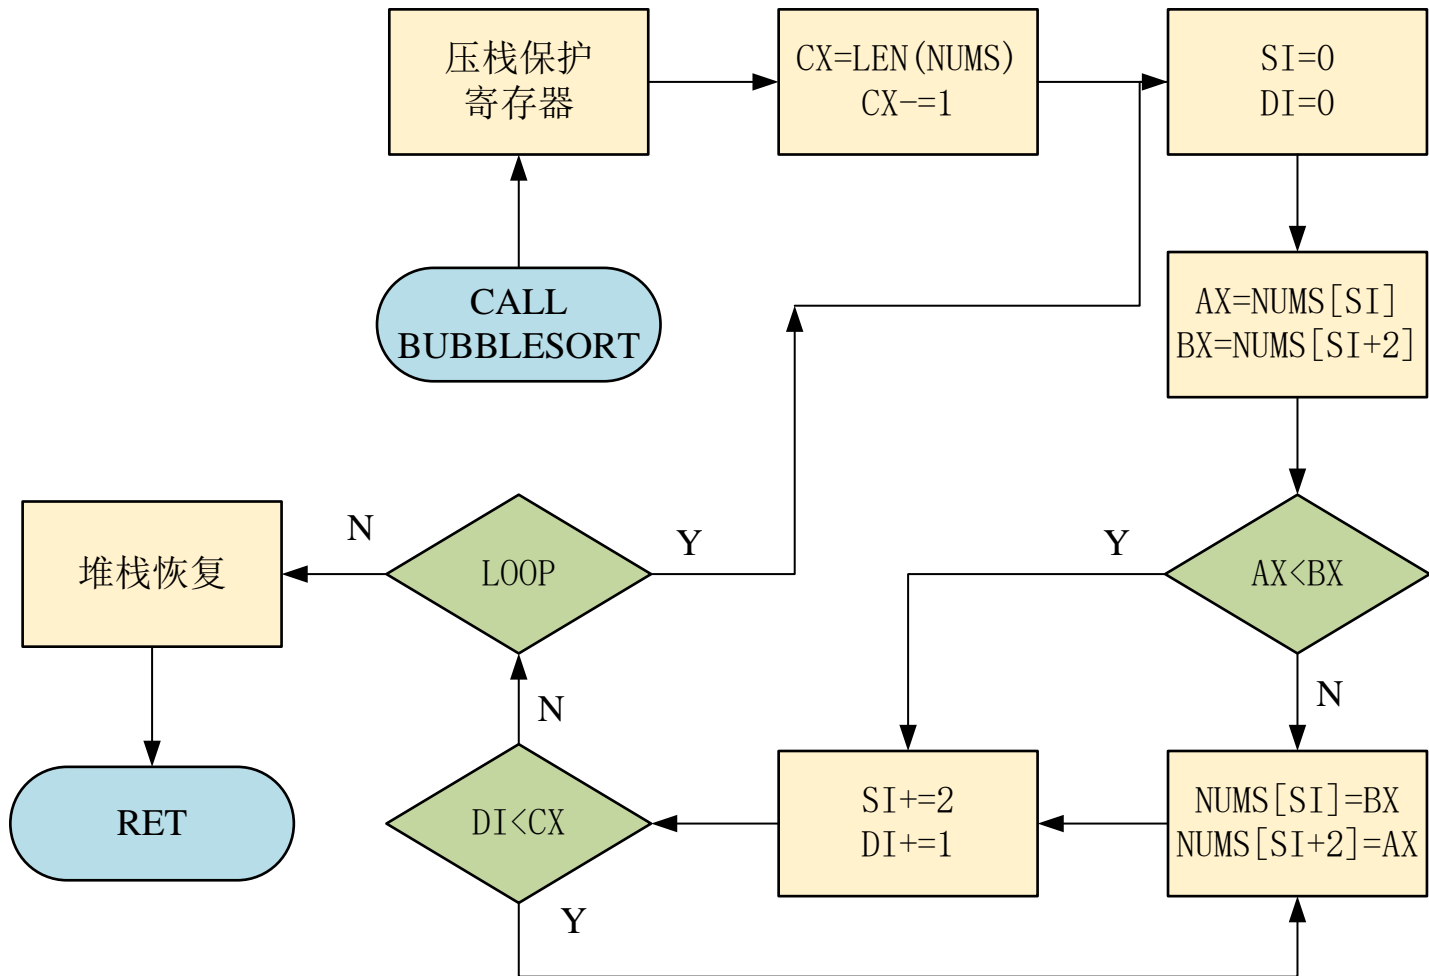 压栈保护
寄存器
CX=LEN(NUMS)
CX-=1
SI=0
DI=0
CALL
BUBBLESORT
AX=NUMS[SI]
BX=NUMS[SI+2]
堆栈恢复
N
LOOP
Y
Y
AX<BX
N
N
RET
DI<CX
SI+=2
DI+=1
NUMS[SI]=BX
NUMS[SI+2]=AX
Y